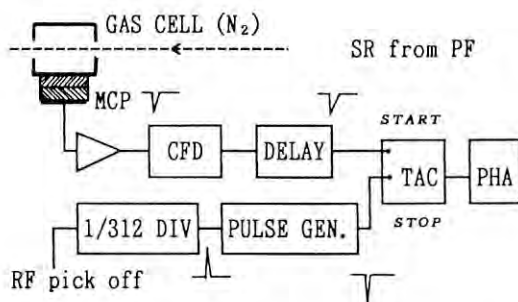 GAS CELL (N₂)
SR from PF
MCP
START
CFD
DELAY
TAC
PHA
1/312 DIV
PULSE GEN.
STOP
RF pick off